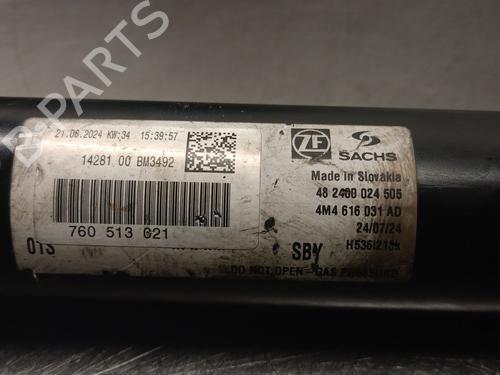 21.08.2024 KW:34 15:39:57
14281 00 BM3492
760 513 021
ZF
SACHS
Made in Slovakia
48 2400 024 505
4M4 616 031 AD
24/07/24
SBY
DO NOT OPEN - GAS PRESSURE
B-PARTS